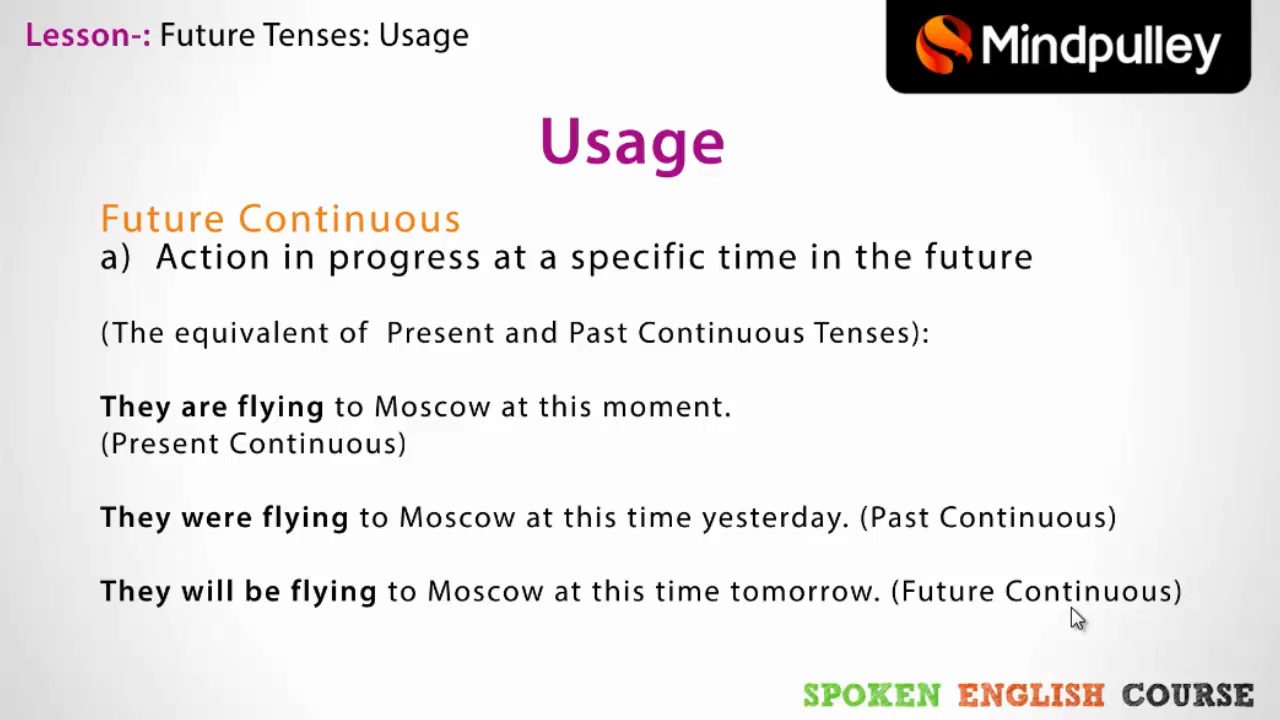 Lesson-: Future Tenses: Usage
Mindpulley
Usage
Future Continuous
a) Action in progress at a specific time in the future
(The equivalent of Present and Past Continuous Tenses):
They are flying to Moscow at this moment.
(Present Continuous)
They were flying to Moscow at this time yesterday. (Past Continuous)
They will be flying to Moscow at this time tomorrow. (Future Continuous)
SPOKEN ENGLISH COURSE